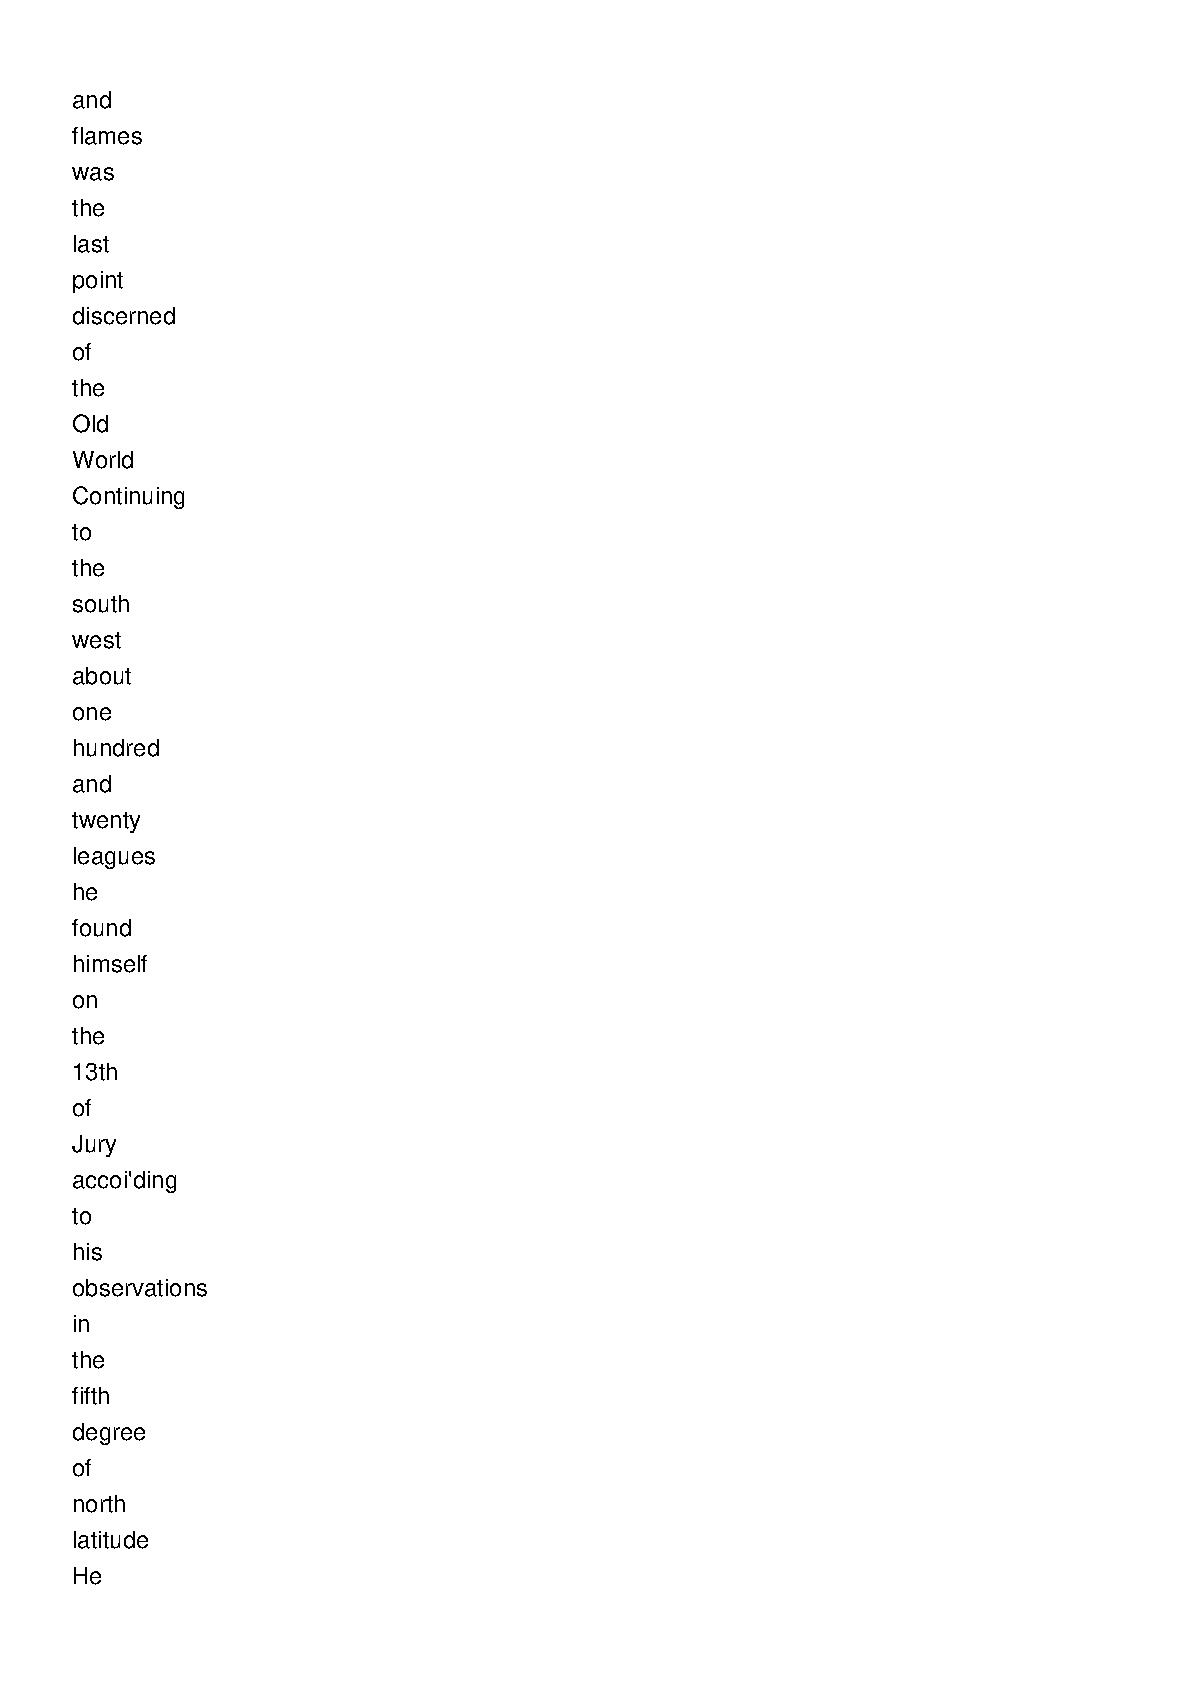 and
flames
was
the
last
point
discerned
of
the
Old
World
Continuing
to
the
south
west
about
one
hundred
and
twenty
leagues
he
found
himself
on
the
13th
of
Jury
accoi'ding
to
his
observations
in
the
fifth
degree
of
north
latitude
He